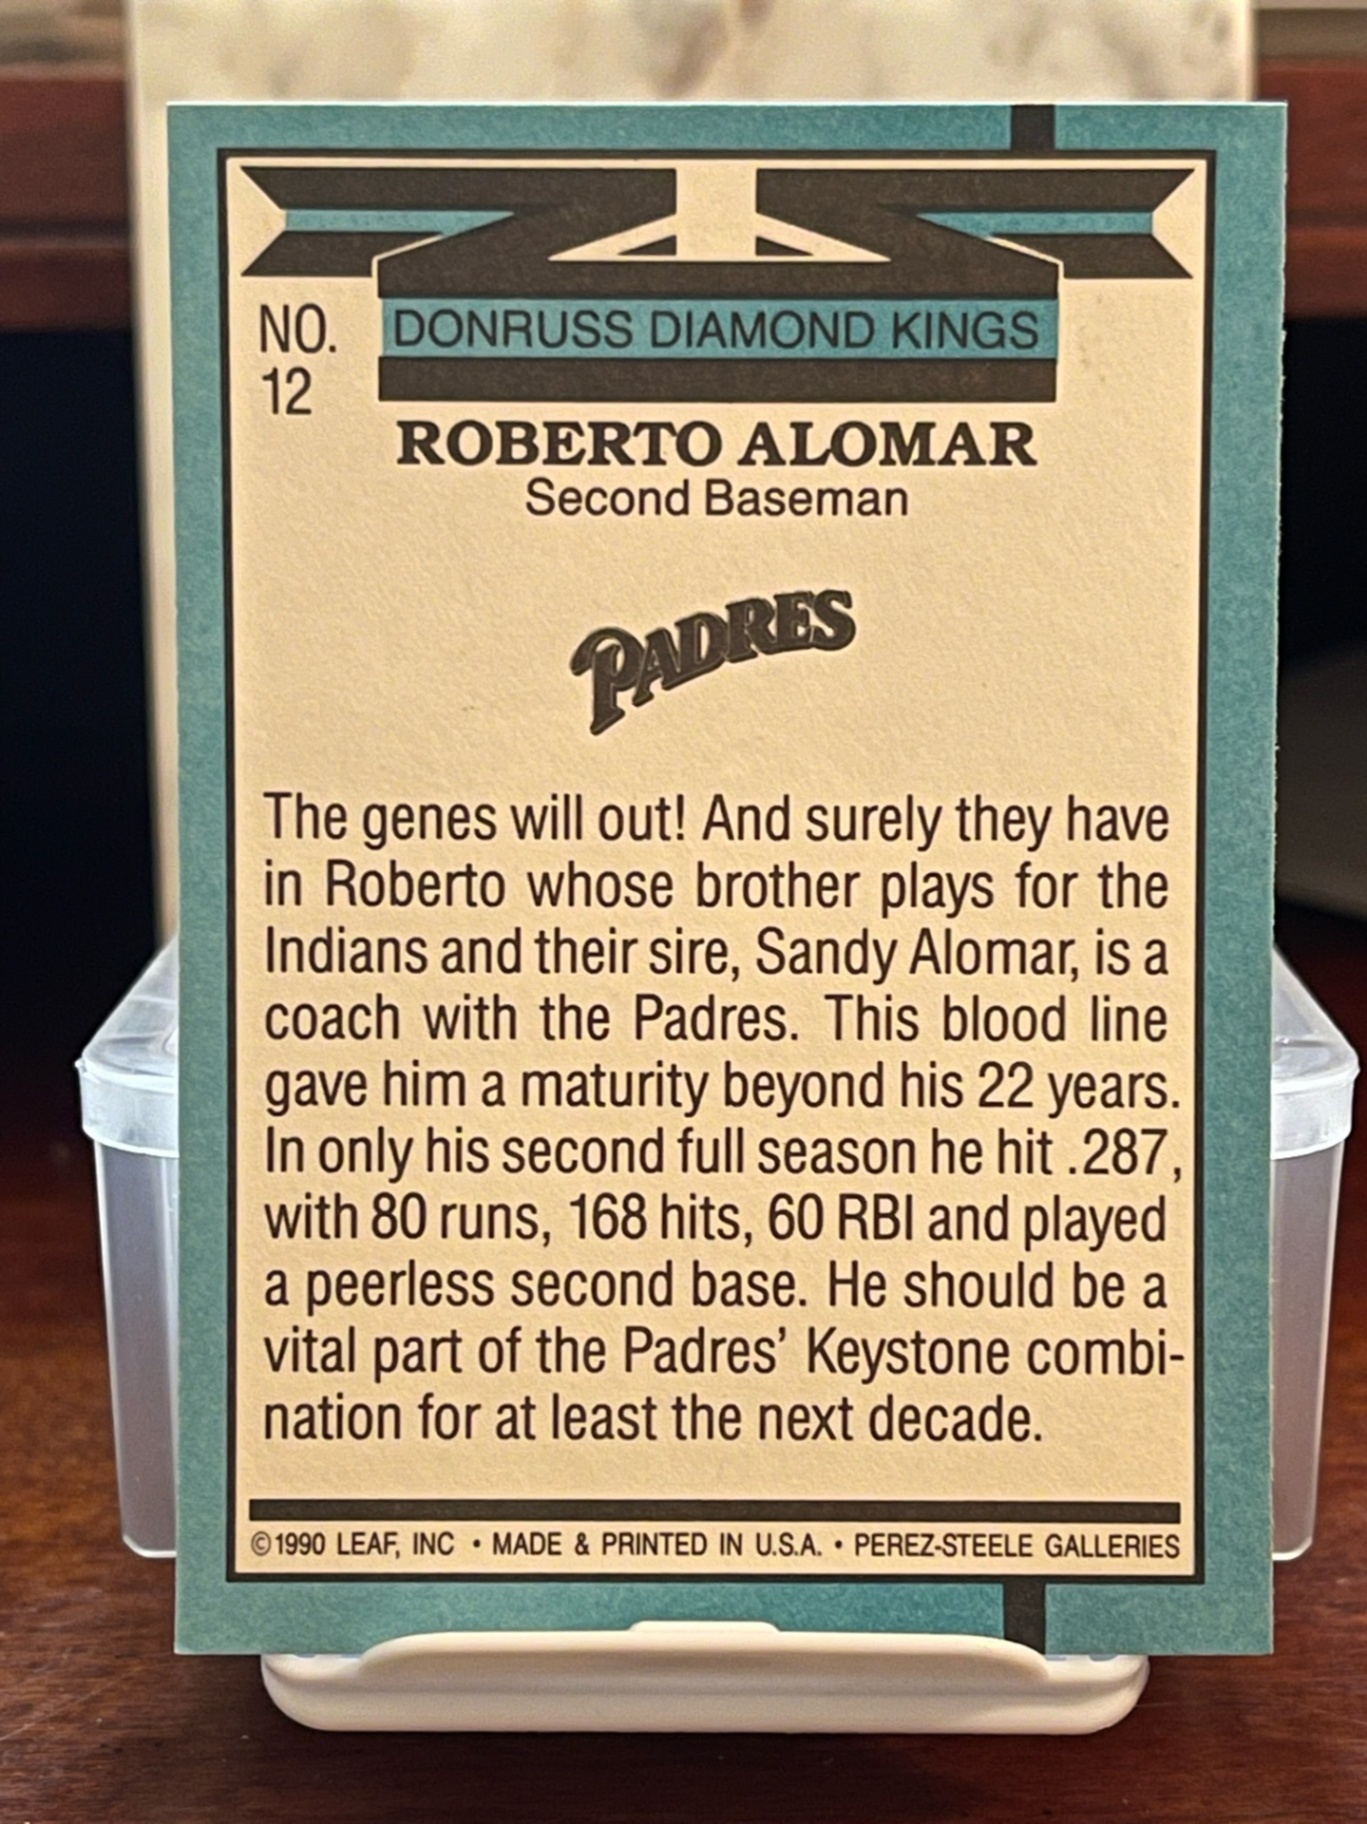 NO.
12
DONRUSS DIAMOND KINGS
ROBERTO ALOMAR
Second Baseman
PADRES
The genes will out! And surely they have
in Roberto whose brother plays for the
Indians and their sire, Sandy Alomar, is a
coach with the Padres. This blood line
gave him a maturity beyond his 22 years.
In only his second full season he hit .287,
with 80 runs, 168 hits, 60 RBI and played
a peerless second base. He should be a
vital part of the Padres' Keystone combi-
nation for at least the next decade.
©1990 LEAF, INC • MADE & PRINTED IN U.S.A. • PEREZ-STEELE GALLERIES